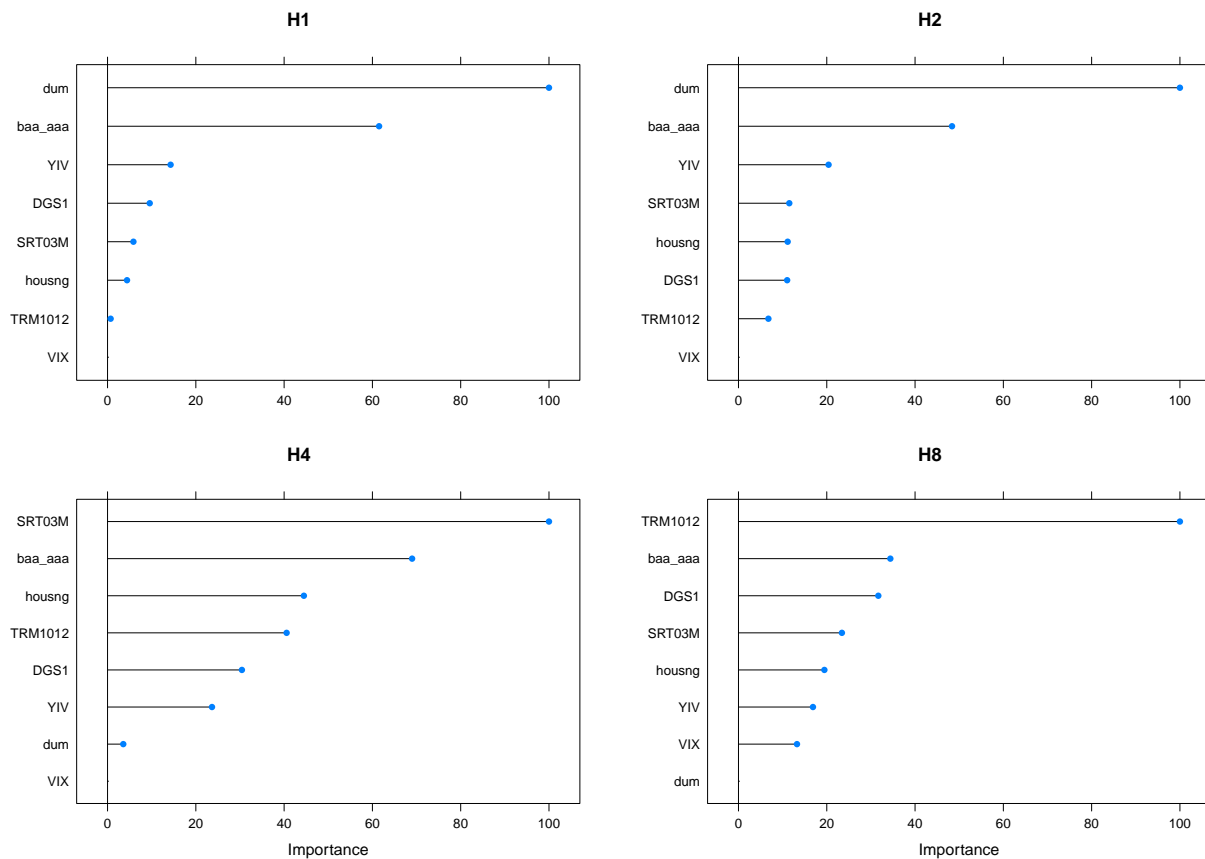 H1
dum
baa_aaa
YIV
DGS1
SRT03M
housng
TRM1012
VIX
0 20 40 60 80 100
H2
dum
baa_aaa
YIV
SRT03M
housng
DGS1
TRM1012
VIX
0 20 40 60 80 100
H4
SRT03M
baa_aaa
housng
TRM1012
DGS1
YIV
dum
VIX
0 20 40 60 80 100
Importance
H8
TRM1012
baa_aaa
DGS1
SRT03M
housng
YIV
VIX
dum
0 20 40 60 80 100
Importance